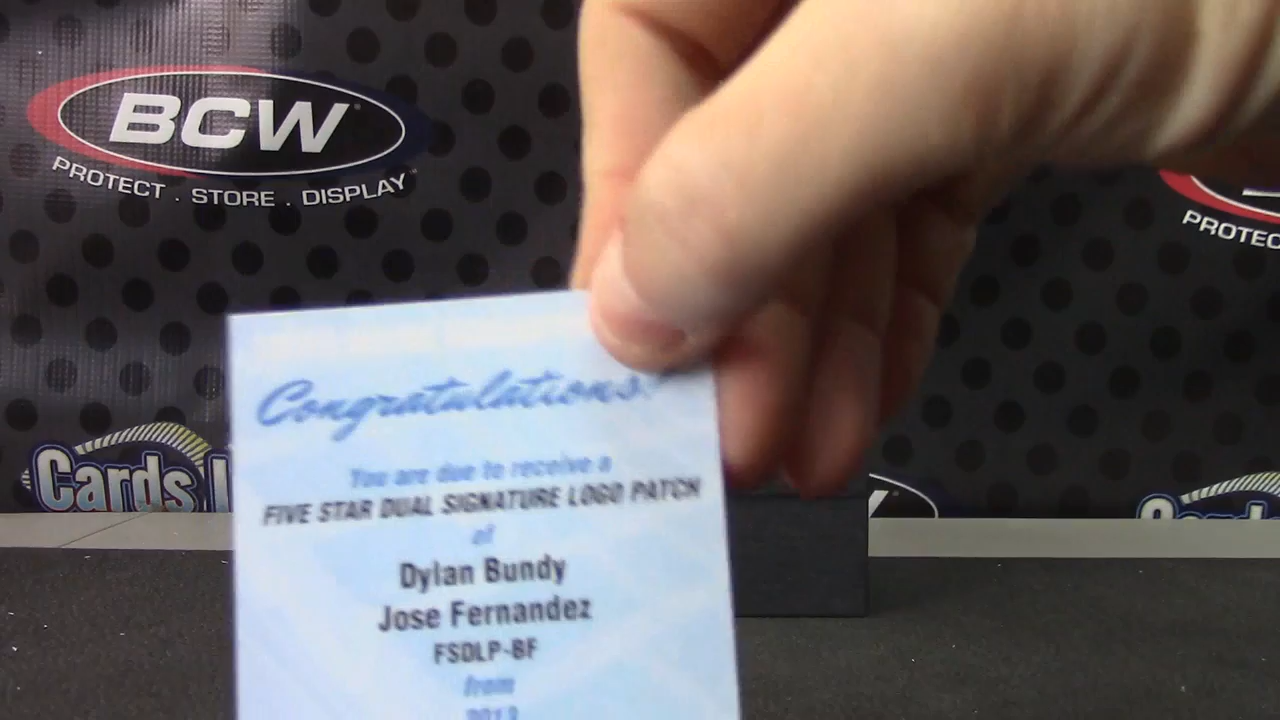 BCW
PROTECT . STORE . DISPLAY
PROTEC
Cards
Congratulations!
You are due to receive a
FIVE STAR DUAL SIGNATURE LOGO PATCH
of
Dylan Bundy
Jose Fernandez
FSDLP-BF
from